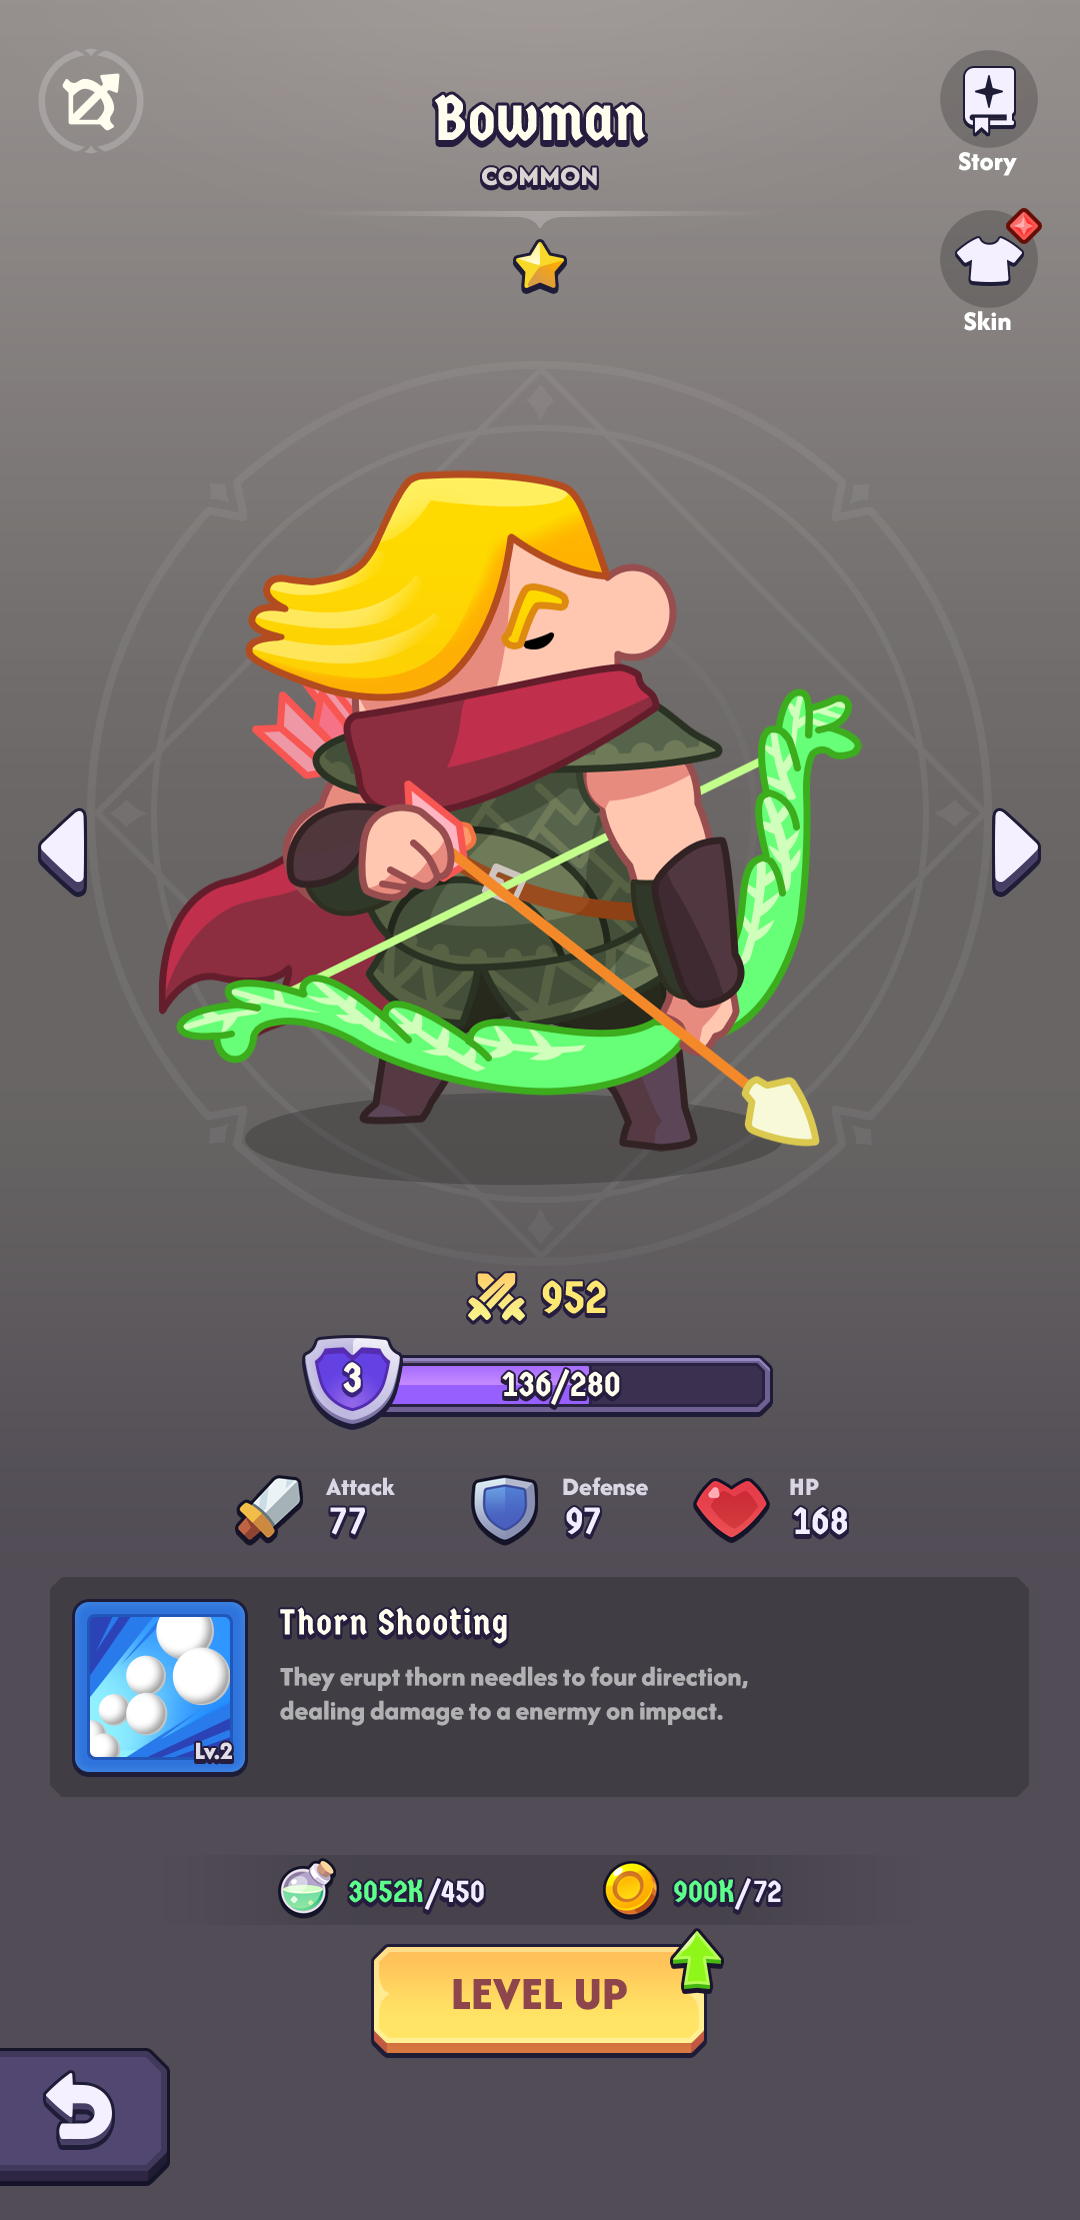 Bowman
COMMON
Story
Skin
952
3
136/280
Attack
77
Defense
97
HP
168
Thorn Shooting
They erupt thorn needles to four direction,
dealing damage to a enermy on impact.
Lv.2
3052K/450
900K/72
LEVEL UP